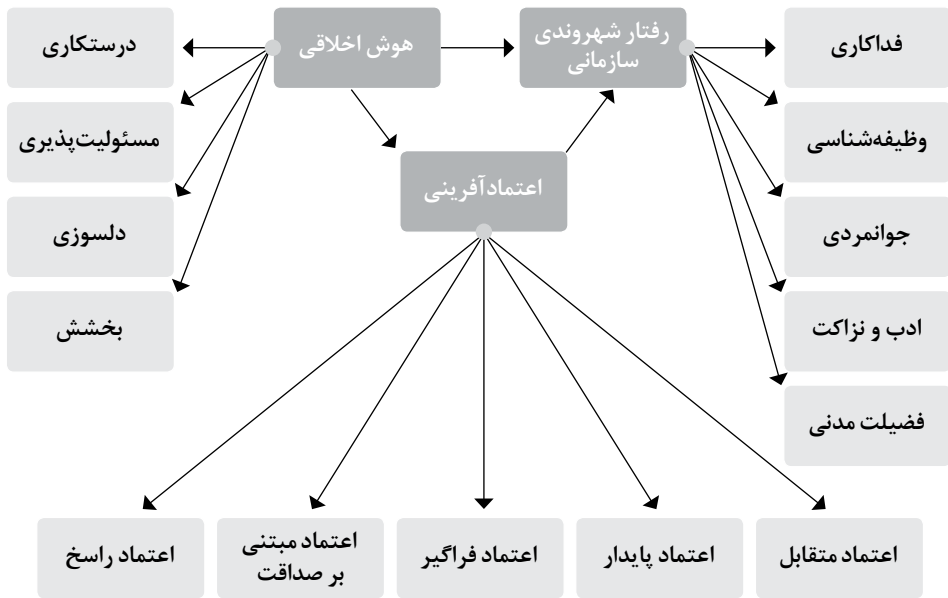 رفتار شهروندی
سازمانی
هوش اخلاقی
اعتمادآفرینی
فداکاری
وظیفه‌شناسی
جوانمردی
ادب و نزاکت
فضیلت مدنی
درستکاری
مسئولیت‌پذیری
دلسوزی
بخشش
اعتماد متقابل
اعتماد پایدار
اعتماد فراگیر
اعتماد مبتنی
بر صداقت
اعتماد راسخ